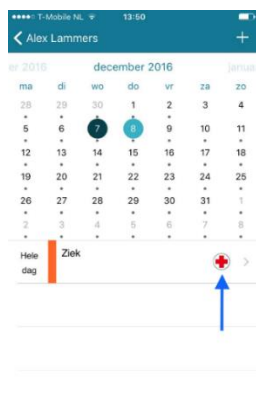 T-Mobile NL 13:50
Alex Lammers +
er 2016 december 2016 janua
ma di wo do vr za zo
28 29 30 1 2 3 4
5 6 7 8 9 10 11
12 13 14 15 16 17 18
19 20 21 22 23 24 25
26 27 28 29 30 31 1
2 3 4 5 6 7 8
Hele Ziek
dag